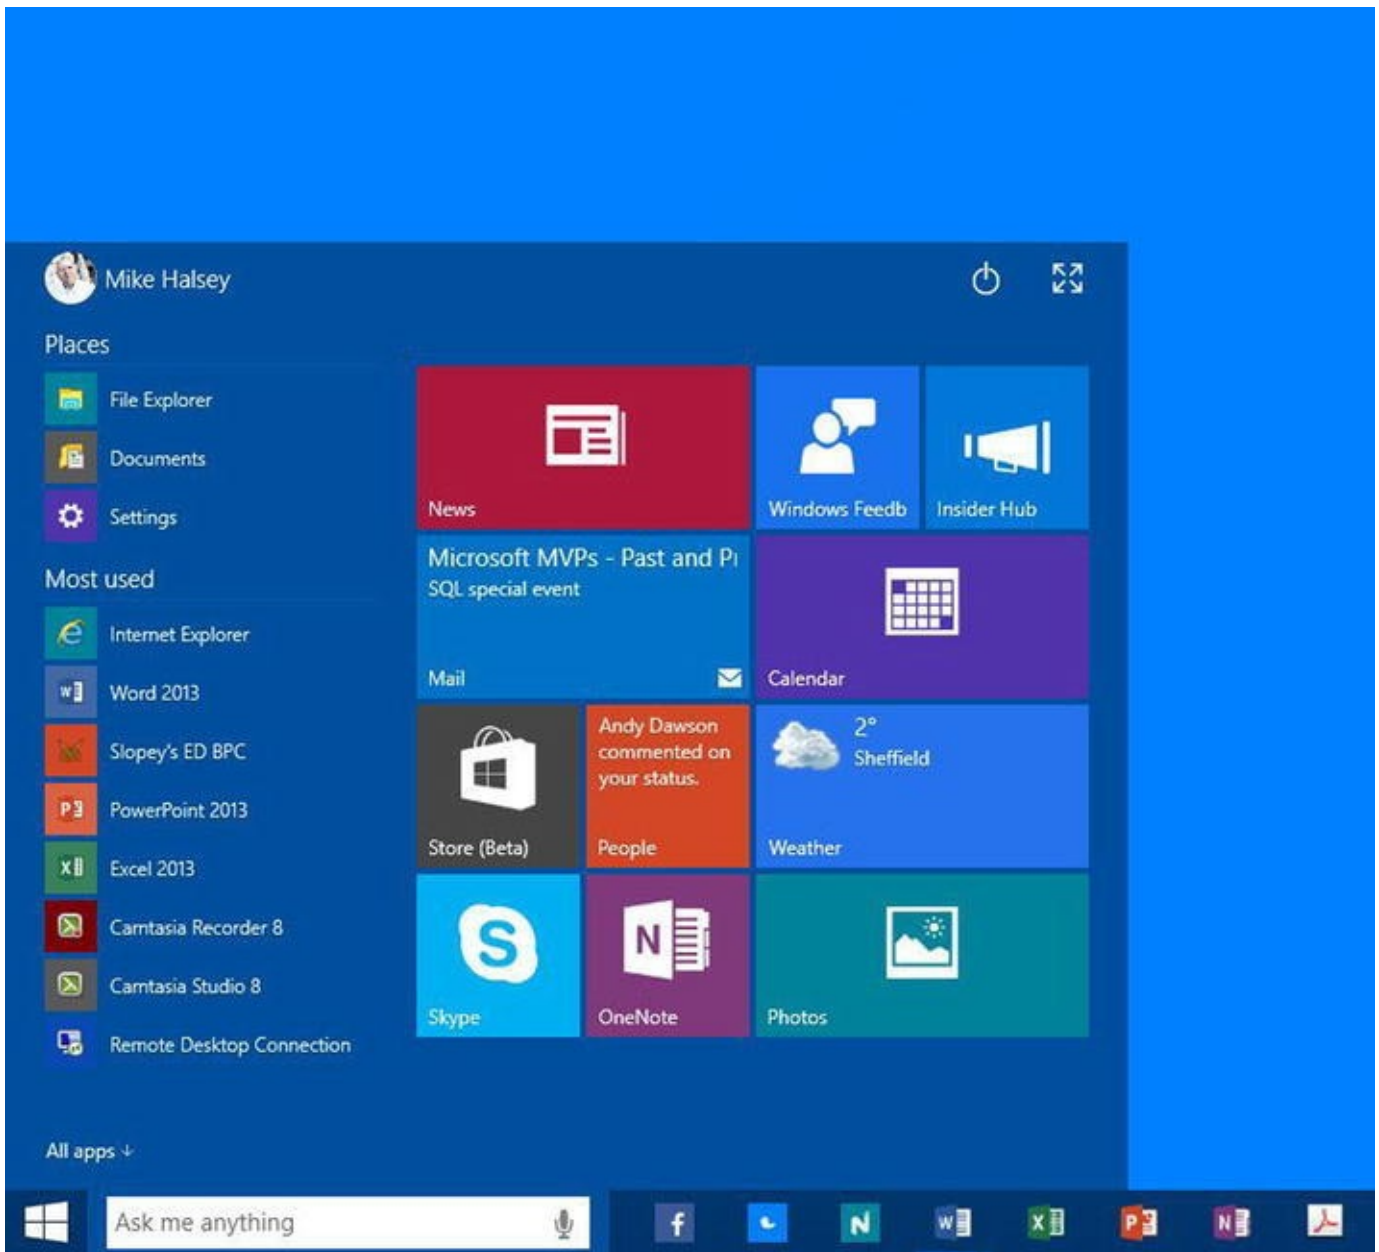 Mike Halsey
Places
File Explorer
Documents
Settings
Most used
Internet Explorer
Word 2013
Slopey's ED BPC
PowerPoint 2013
Excel 2013
Camtasia Recorder 8
Camtasia Studio 8
Remote Desktop Connection
All apps
News
Windows Feedb
Insider Hub
Microsoft MVPs - Past and Pr
SQL special event
Mail
Calendar
Store (Beta)
Andy Dawson
commented on
your status.
People
2°
Sheffield
Weather
Skype
OneNote
Photos
Ask me anything